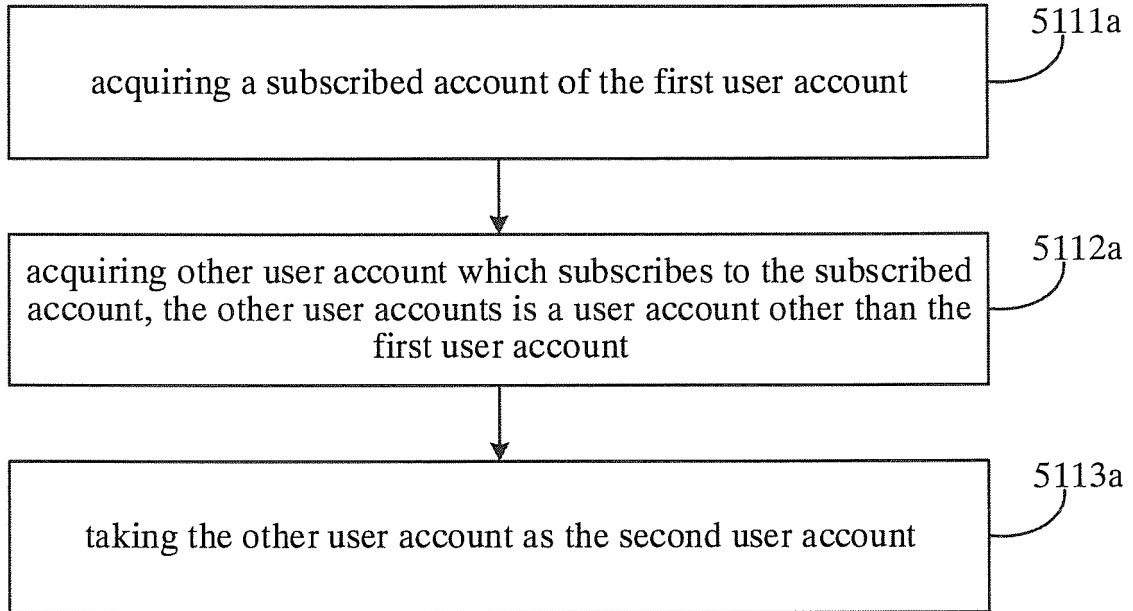 5111a
acquiring a subscribed account of the first user account
5112a
acquiring other user account which subscribes to the subscribed
account, the other user accounts is a user account other than the
first user account
5113a
taking the other user account as the second user account